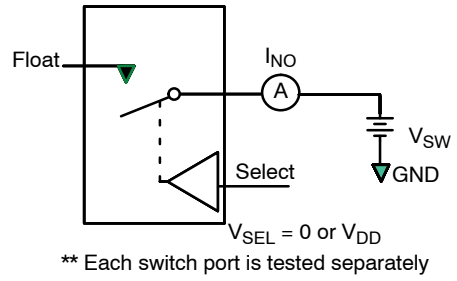 Float
I_NO
A
V_SW
GND
Select
V_SEL = 0 or V_DD
** Each switch port is tested separately